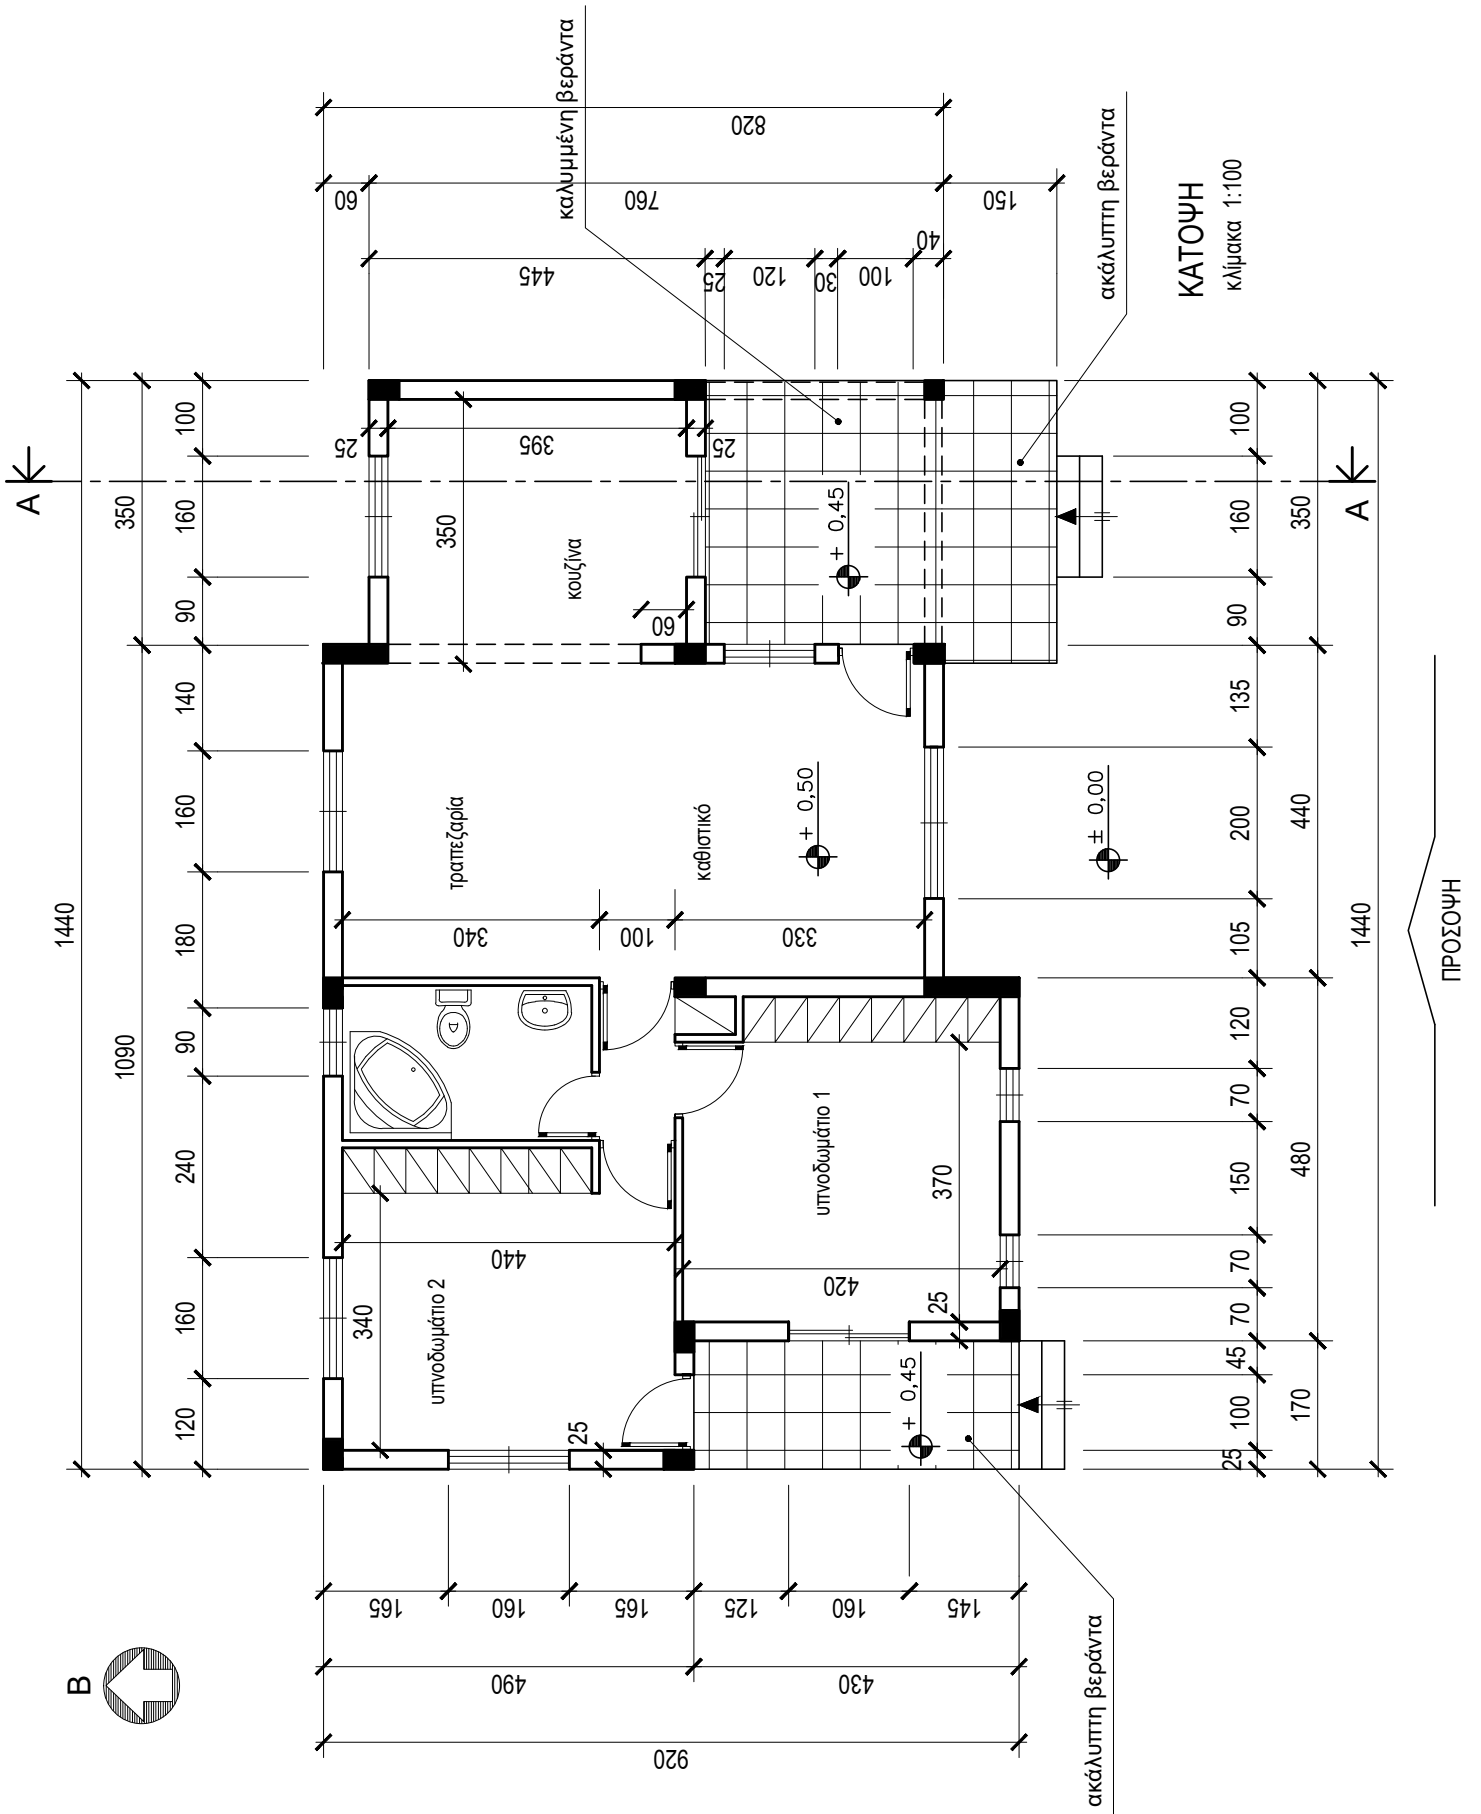 Β
Α
1440
1090 350
120 160 240 90 180 160 140 90 160 100
920
490 430
165 160 165 125 160 145
340
440
25
υπνοδωμάτιο 2
υπνοδωμάτιο 1
370
420
25
340 100 330
τραπεζαρία
καθιστικό
+ 0,50
350
25 395 25
κουζίνα
60
+ 0,45
+ 0,45
± 0,00
445 25 120 30 100 40
60 760 150
820
καλυμμένη βεράντα
ακάλυπτη βεράντα
ακάλυπτη βεράντα
ΚΑΤΟΨΗ
κλίμακα 1:100
25 100 45 70 70 150 70 120 105 200 135 90 160 100
170 480 440 350
1440
Α
ΠΡΟΣΟΨΗ